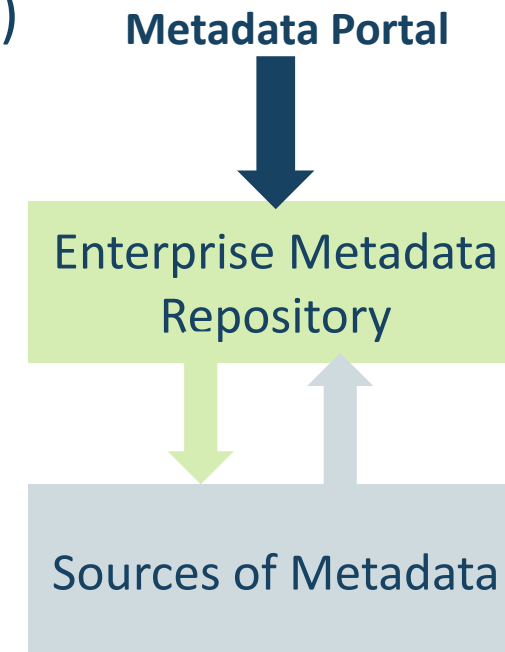 )
Metadata Portal
Enterprise Metadata
Repository
Sources of Metadata